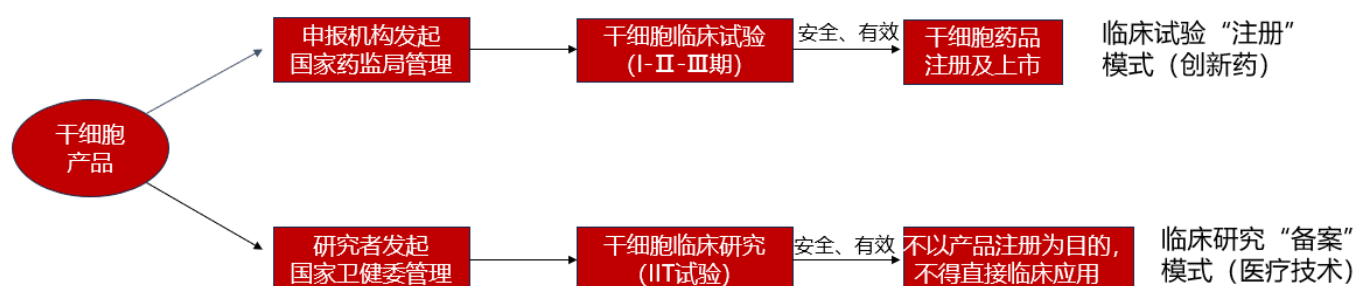 干细胞
产品
申报机构发起
国家药监局管理
干细胞临床试验
(Ⅰ-Ⅱ-Ⅲ期)
安全、有效
干细胞药品
注册及上市
临床试验“注册”
模式（创新药）
研究者发起
国家卫健委管理
干细胞临床研究
(IIT试验)
安全、有效
不以产品注册为目的，
不得直接临床应用
临床研究“备案”
模式（医疗技术）